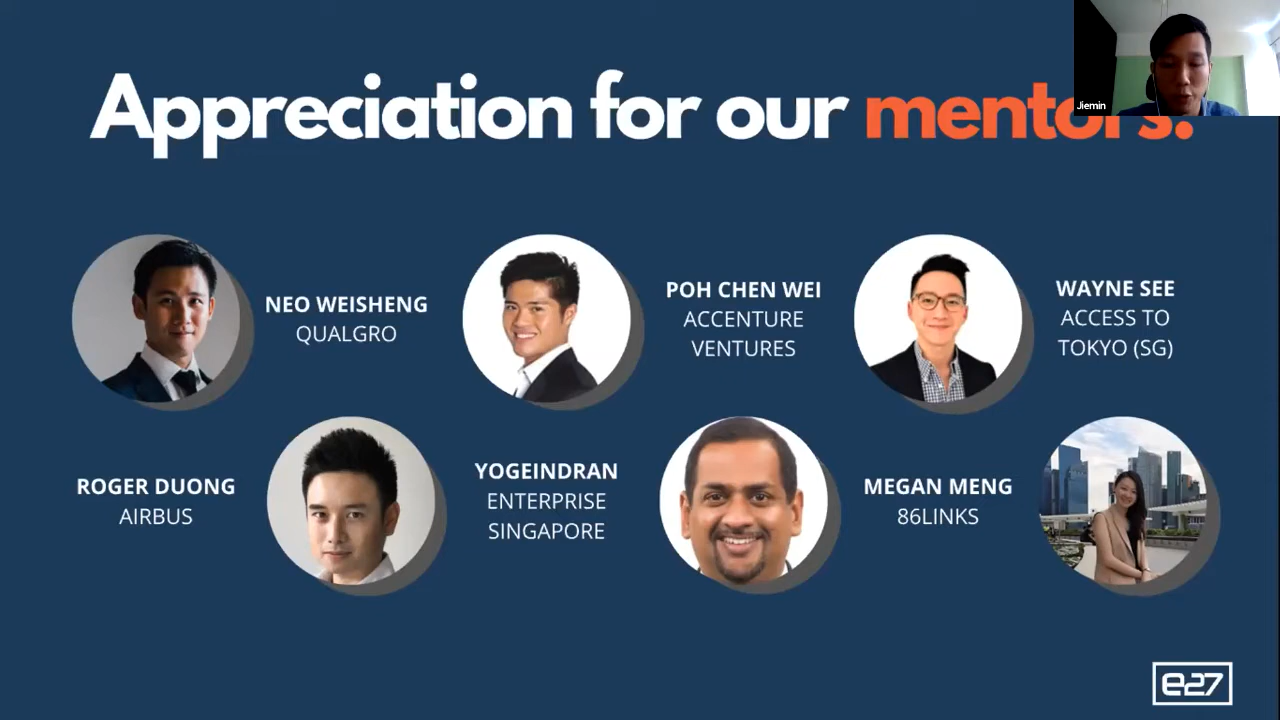 Appreciation for our mentors.
Jiemin
NEO WEISHENG
QUALGRO
POH CHEN WEI
ACCENTURE
VENTURES
WAYNE SEE
ACCESS TO
TOKYO (SG)
ROGER DUONG
AIRBUS
YOGEINDRAN
ENTERPRISE
SINGAPORE
MEGAN MENG
86LINKS
e27